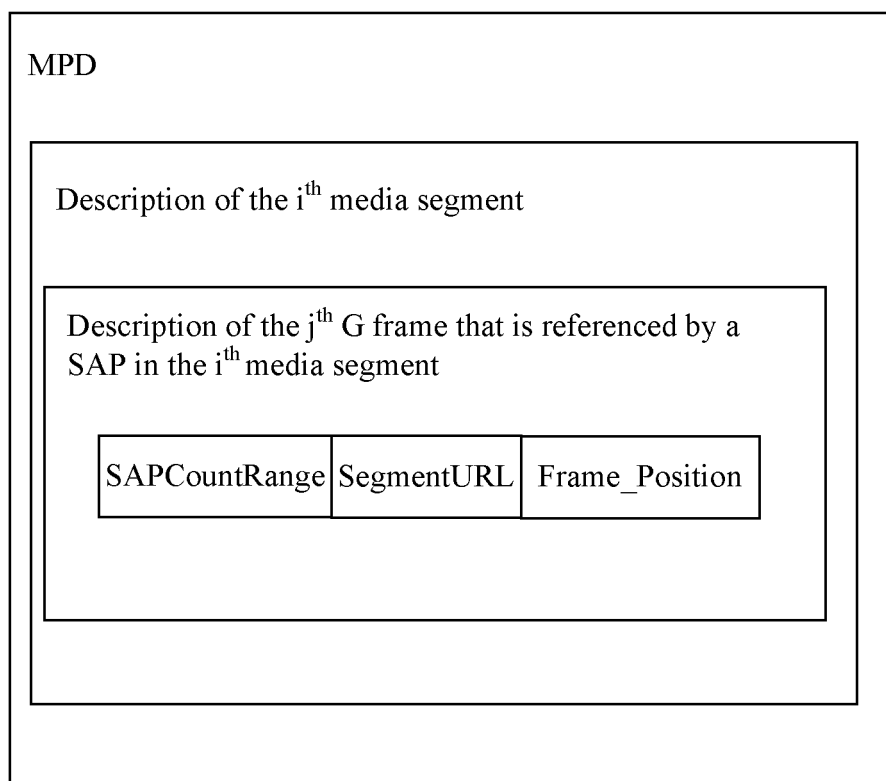 MPD
Description of the i^th media segment
Description of the j^th G frame that is referenced by a
SAP in the i^th media segment
SAPCountRange SegmentURL Frame_Position